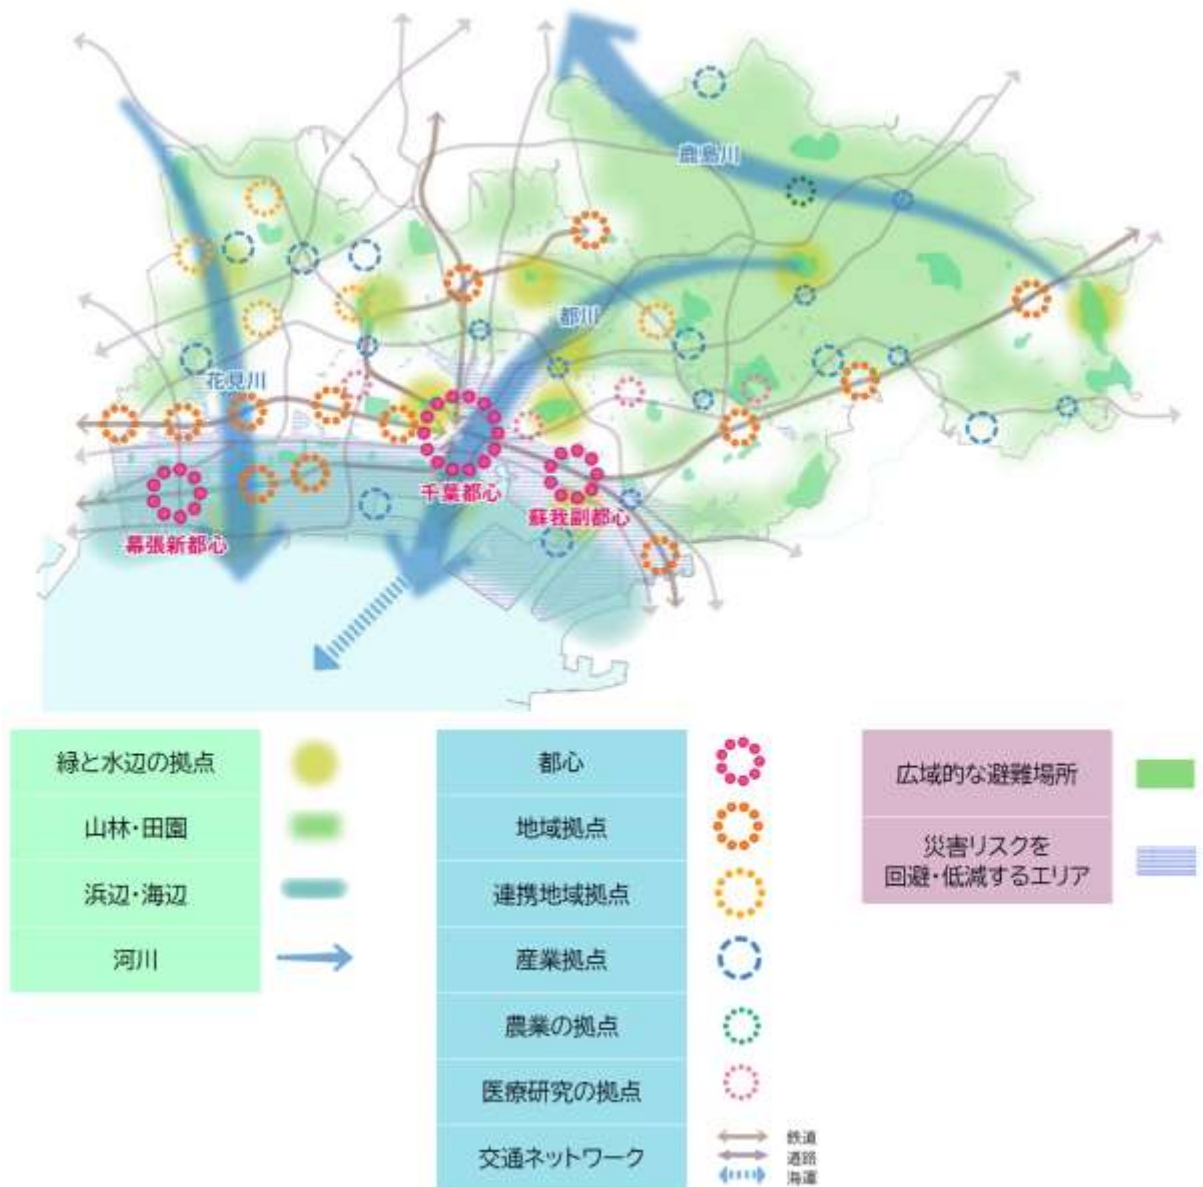 鹿島川
都川
花見川
千葉都心
蘇我副都心
幕張新都心
緑と水辺の拠点
山林・田園
浜辺・海辺
河川
都心
地域拠点
連携地域拠点
産業拠点
農業の拠点
医療研究の拠点
交通ネットワーク
鉄道
道路
海運
広域的な避難場所
災害リスクを
回避・低減するエリア